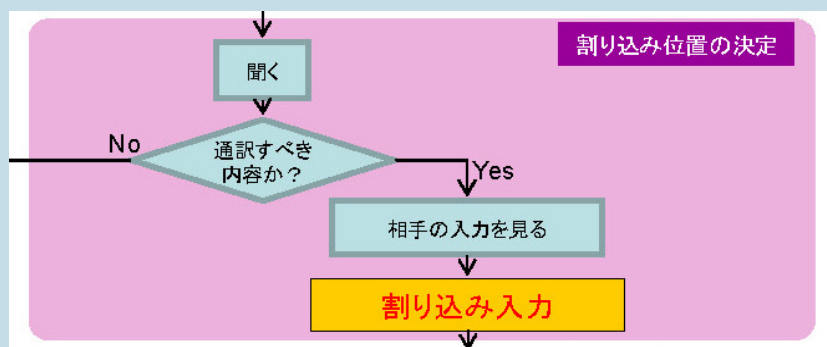 割り込み位置の決定
聞く
No
通訳すべき
内容か？
Yes
相手の入力を見る
割り込み入力